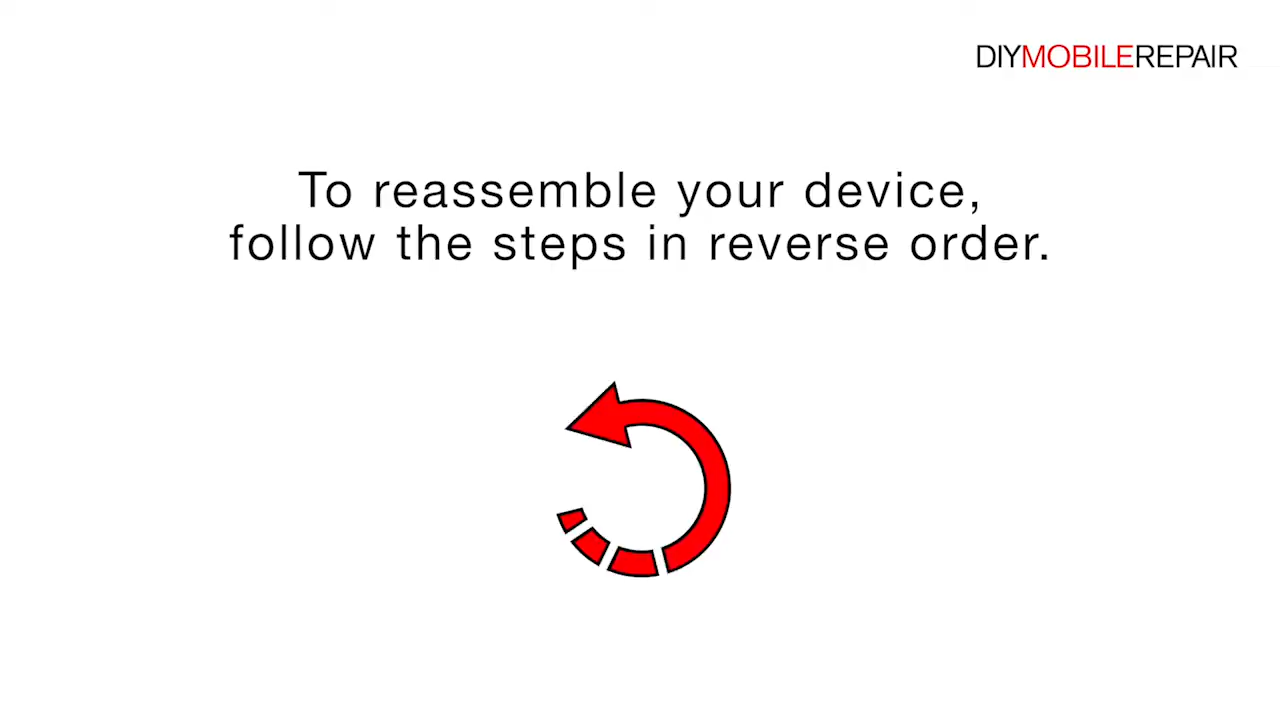 DIYMOBILEREPAIR
To reassemble your device,
follow the steps in reverse order.